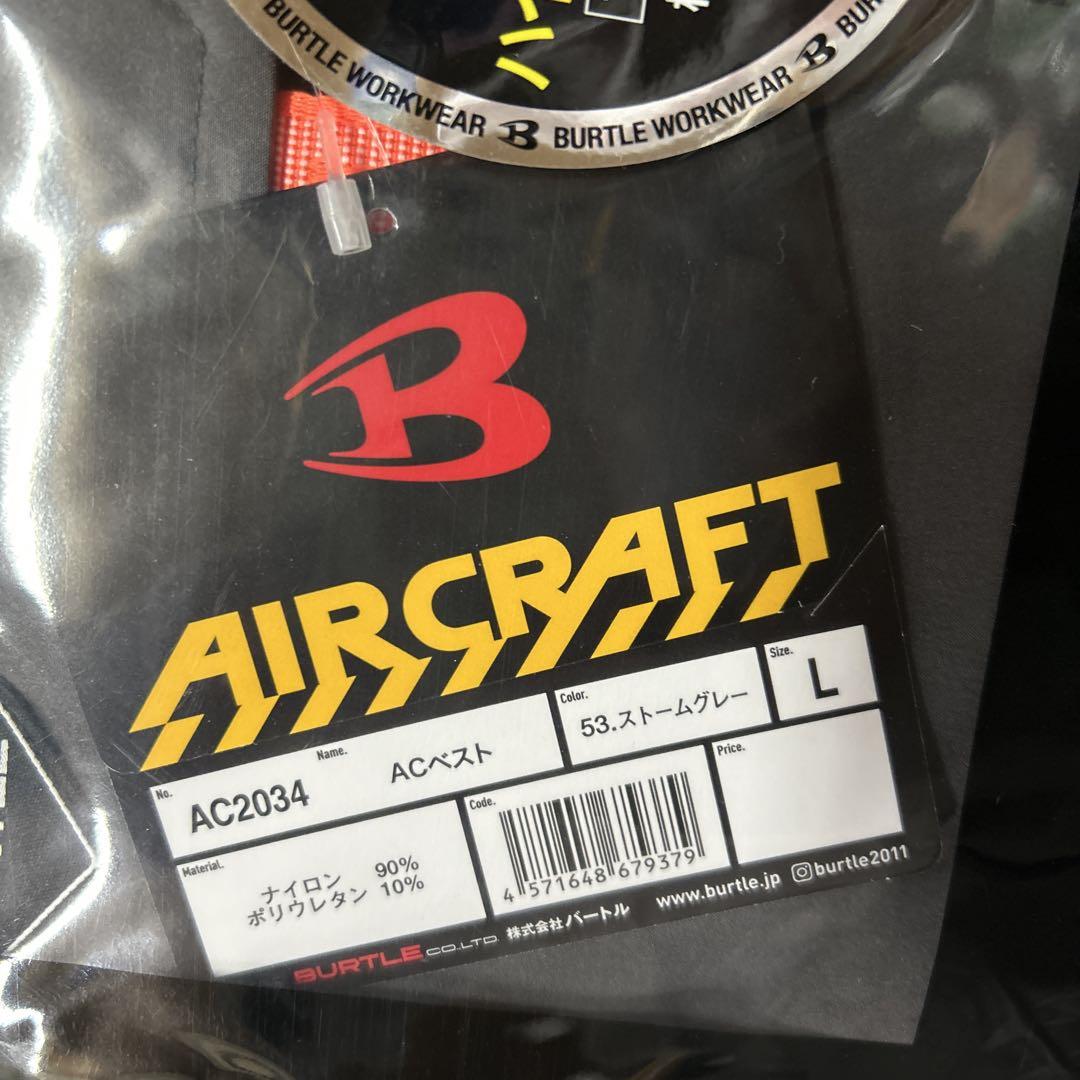 BURTLE WORKWEAR B BURTLE WORKWEAR B BUR
B
AIRCRAFT
No.
AC2034
Name.
ACベスト
Color.
53.ストームグレー
Size.
L
Material.
ナイロン 90%
ポリウレタン 10%
Code.
4 571648 679379
Price.
BURTLE CO.,LTD. 株式会社バートル www.burtle.jp burtle2011